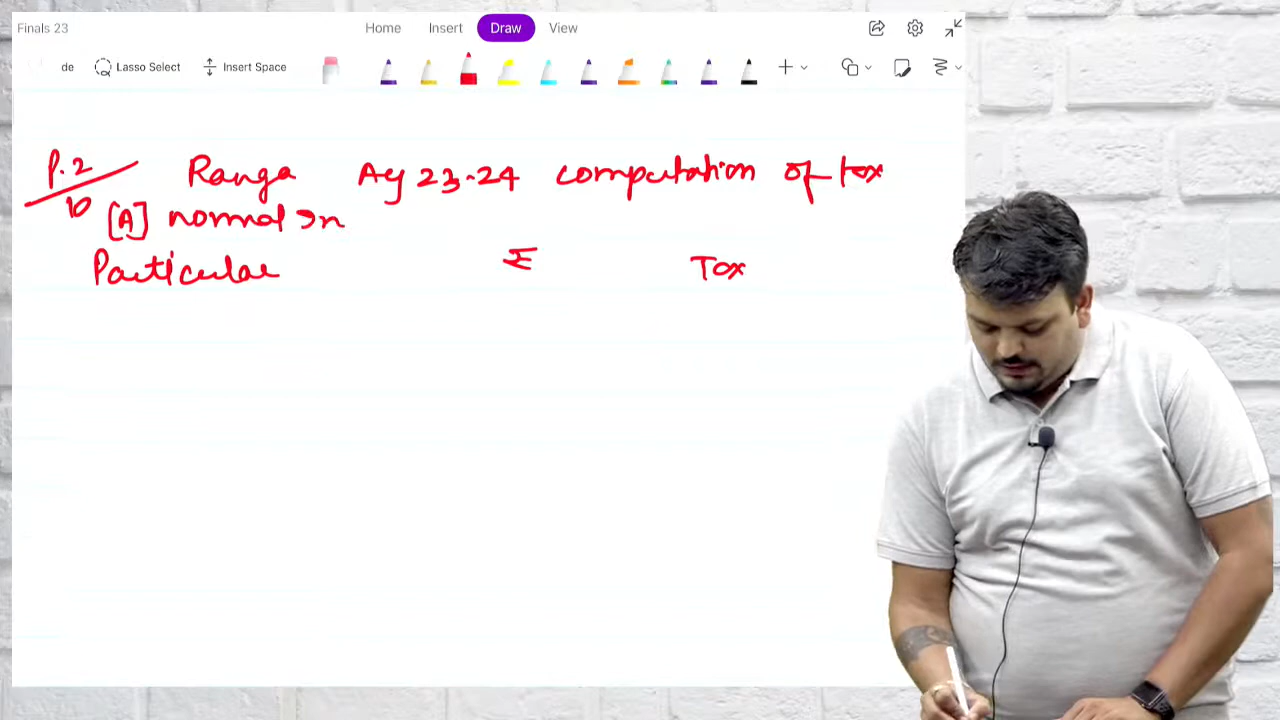 Finals 23
Home Insert Draw View
de Lasso Select Insert Space
P.2 Ranga Ay 23-24 computation of tax
10 [A] normal In
Particular ₹ Tax